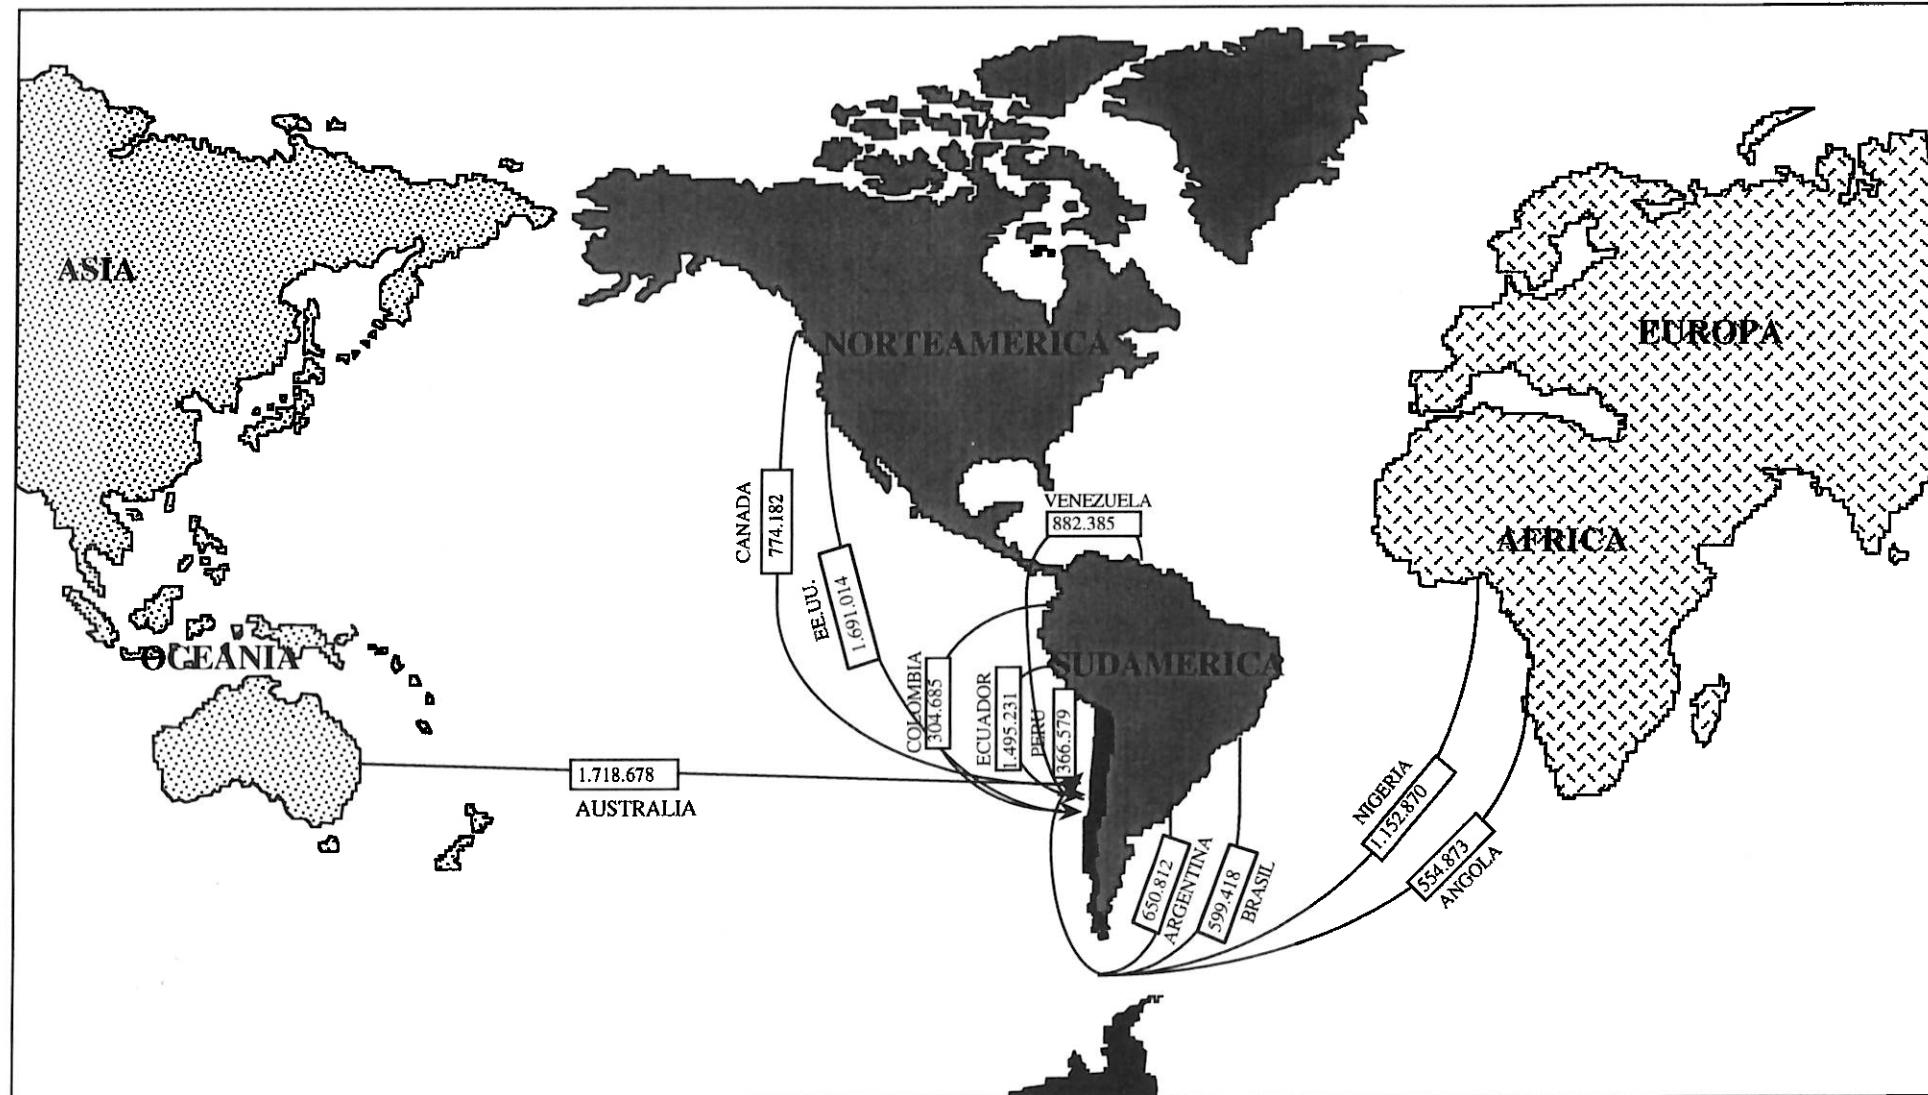 ASIA
NORTEAMERICA
EUROPA
CANADA
774.182
VENEZUELA
882.385
AFRICA
EE.UU.
1.691.014
OCEANIA
SUDAMERICA
COLOMBIA
304.685
ECUADOR
1.495.231
PERU
366.579
1.718.678
AUSTRALIA
NIGERIA
1.152.870
554.873
ANGOLA
650.812
ARGENTINA
599.418
BRASIL